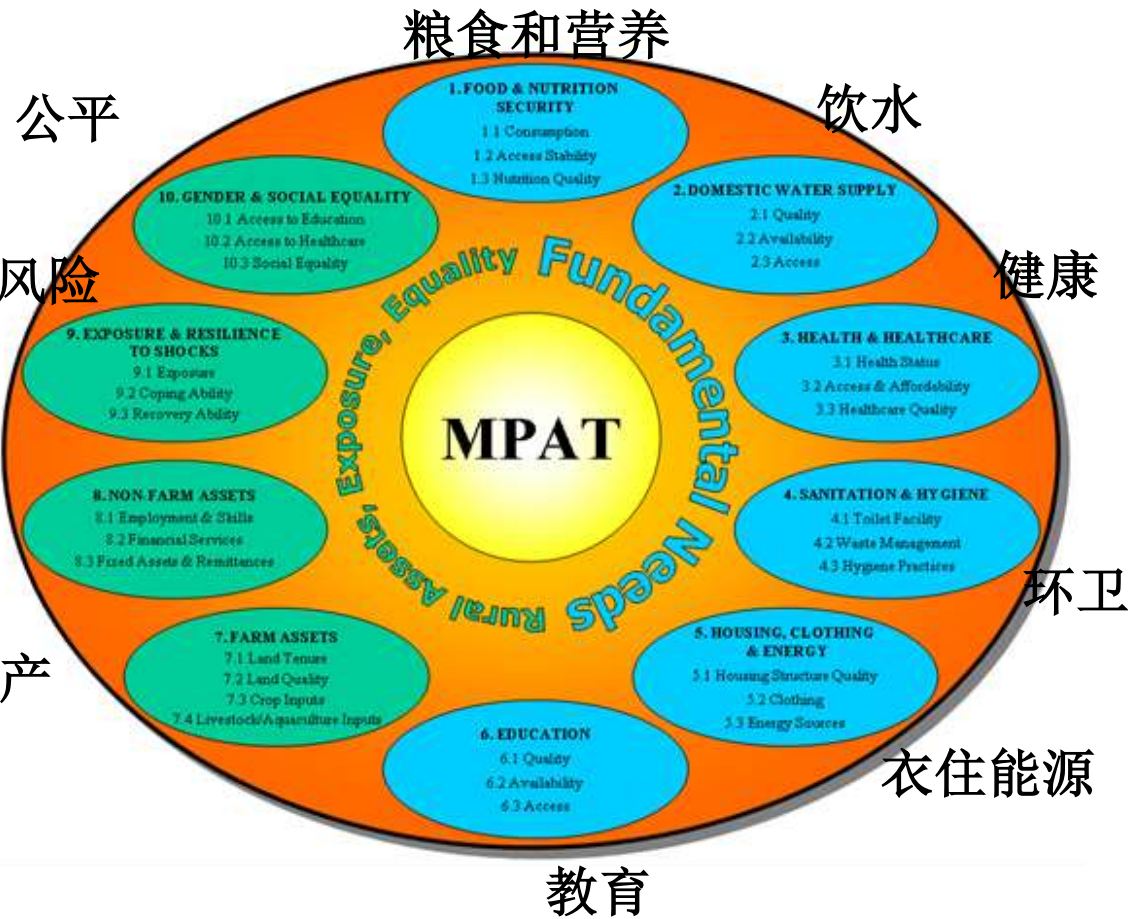 粮食和营养
公平
饮水
1. FOOD & NUTRITION
SECURITY
1.1 Consumption
1.2 Access Stability
1.3 Nutrition Quality
10. GENDER & SOCIAL EQUALITY
10.1 Access to Education
10.2 Access to Healthcare
10.3 Social Equality
2. DOMESTIC WATER SUPPLY
2.1 Quality
2.2 Availability
2.3 Access
风险
健康
9. EXPOSURE & RESILIENCE
TO SHOCKS
9.1 Exposure
9.2 Coping Ability
9.3 Recovery Ability
3. HEALTH & HEALTHCARE
3.1 Health Status
3.2 Access & Affordability
3.3 Healthcare Quality
Fundamental Needs
Rural Assets, Exposure, Equality
MPAT
8. NON-FARM ASSETS
8.1 Employment & Skills
8.2 Financial Services
8.3 Fixed Assets & Remittances
4. SANITATION & HYGIENE
4.1 Toilet Facility
4.2 Waste Management
4.3 Hygiene Practices
环卫
产
7. FARM ASSETS
7.1 Land Tenure
7.2 Land Quality
7.3 Crop Inputs
7.4 Livestock/Aquaculture Inputs
5. HOUSING, CLOTHING
& ENERGY
5.1 Housing Structure Quality
5.2 Clothing
5.3 Energy Sources
6. EDUCATION
6.1 Quality
6.2 Availability
6.3 Access
衣住能源
教育